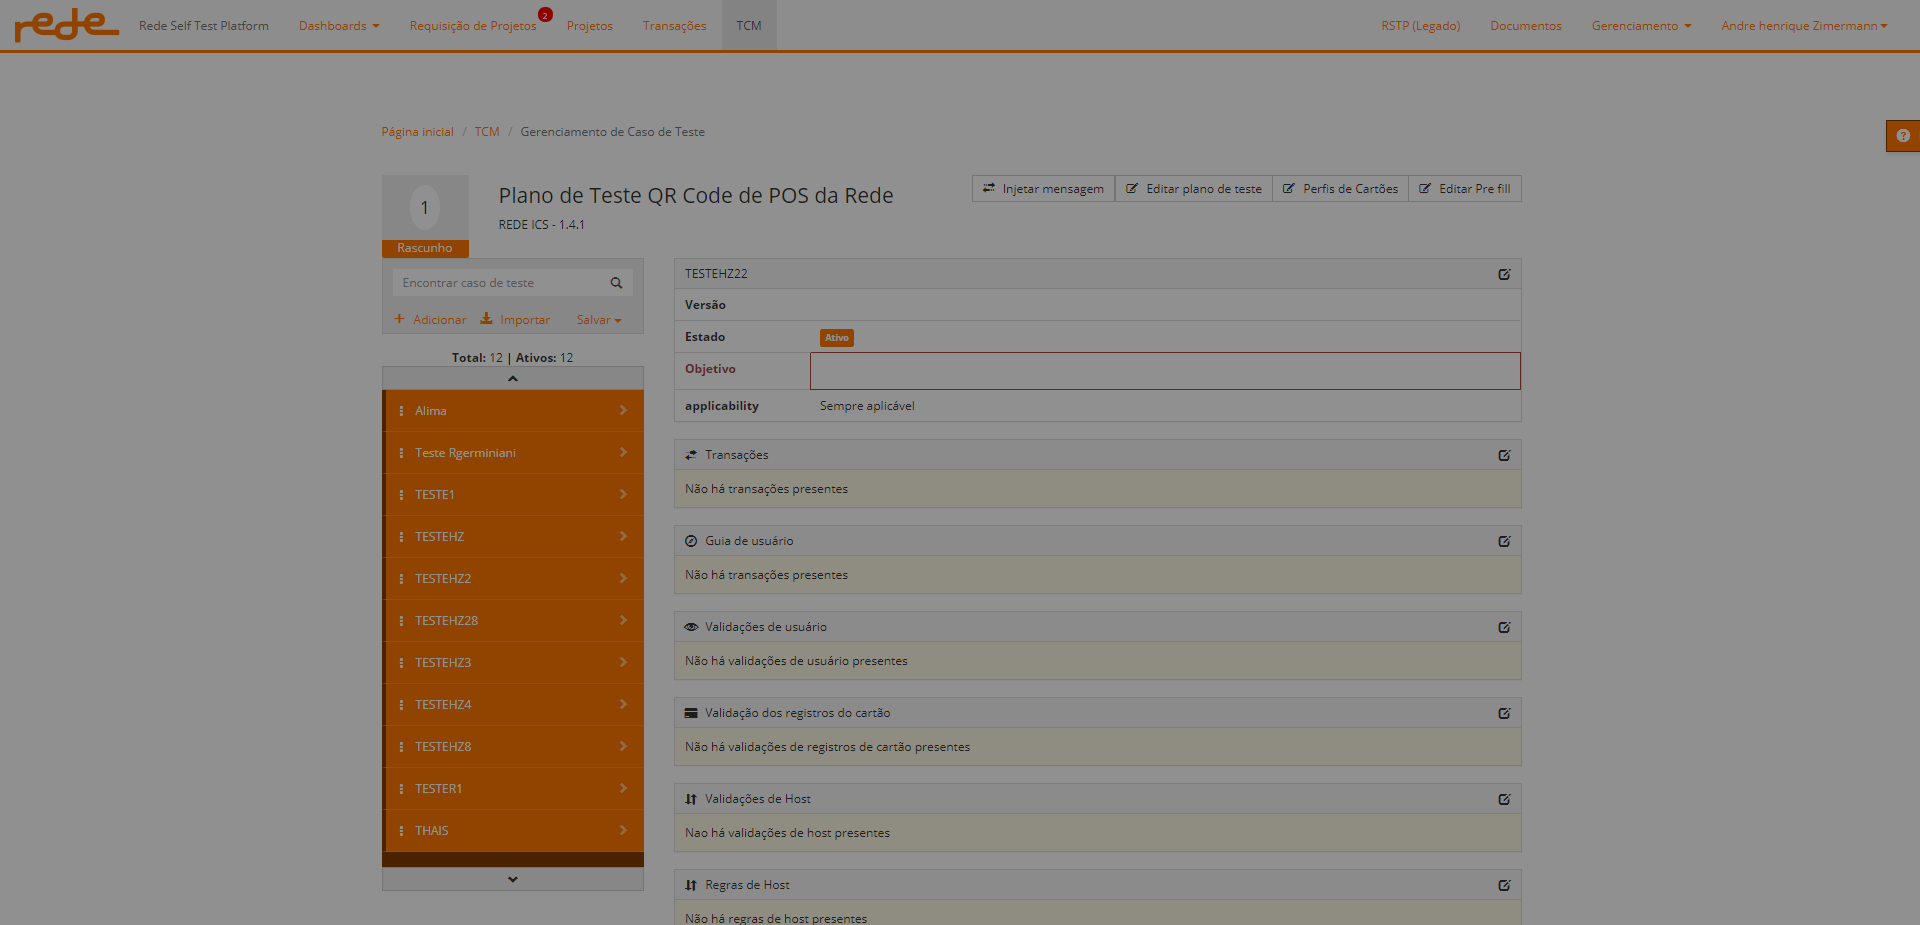 rede
Rede Self Test Platform
Dashboards
Requisição de Projetos
2
Projetos
Transações
TCM
RSTP (Legado)
Documentos
Gerenciamento
Andre henrique Zimermann
Página inicial / TCM / Gerenciamento de Caso de Teste
?
1
Rascunho
Plano de Teste QR Code de POS da Rede
REDE ICS - 1.4.1
Injetar mensagem
Editar plano de teste
Perfis de Cartões
Editar Pre fill
Encontrar caso de teste
+ Adicionar
Importar
Salvar
Total: 12 | Ativos: 12
Alima
Teste Rgerminiani
TESTE1
TESTEHZ
TESTEHZ2
TESTEHZ28
TESTEHZ3
TESTEHZ4
TESTEHZ8
TESTER1
THAIS
TESTEHZ22
Versão
Estado
Ativo
Objetivo
applicability
Sempre aplicável
Transações
Não há transações presentes
Guia de usuário
Não há transações presentes
Validações de usuário
Não há validações de usuário presentes
Validação dos registros do cartão
Não há validações de registros de cartão presentes
Validações de Host
Nao há validações de host presentes
Regras de Host
Não há regras de host presentes